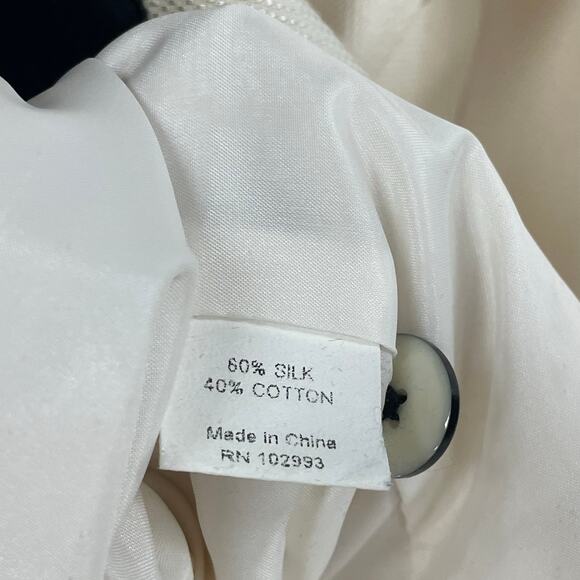 60% SILK
40% COTTON
Made in China
RN 102993